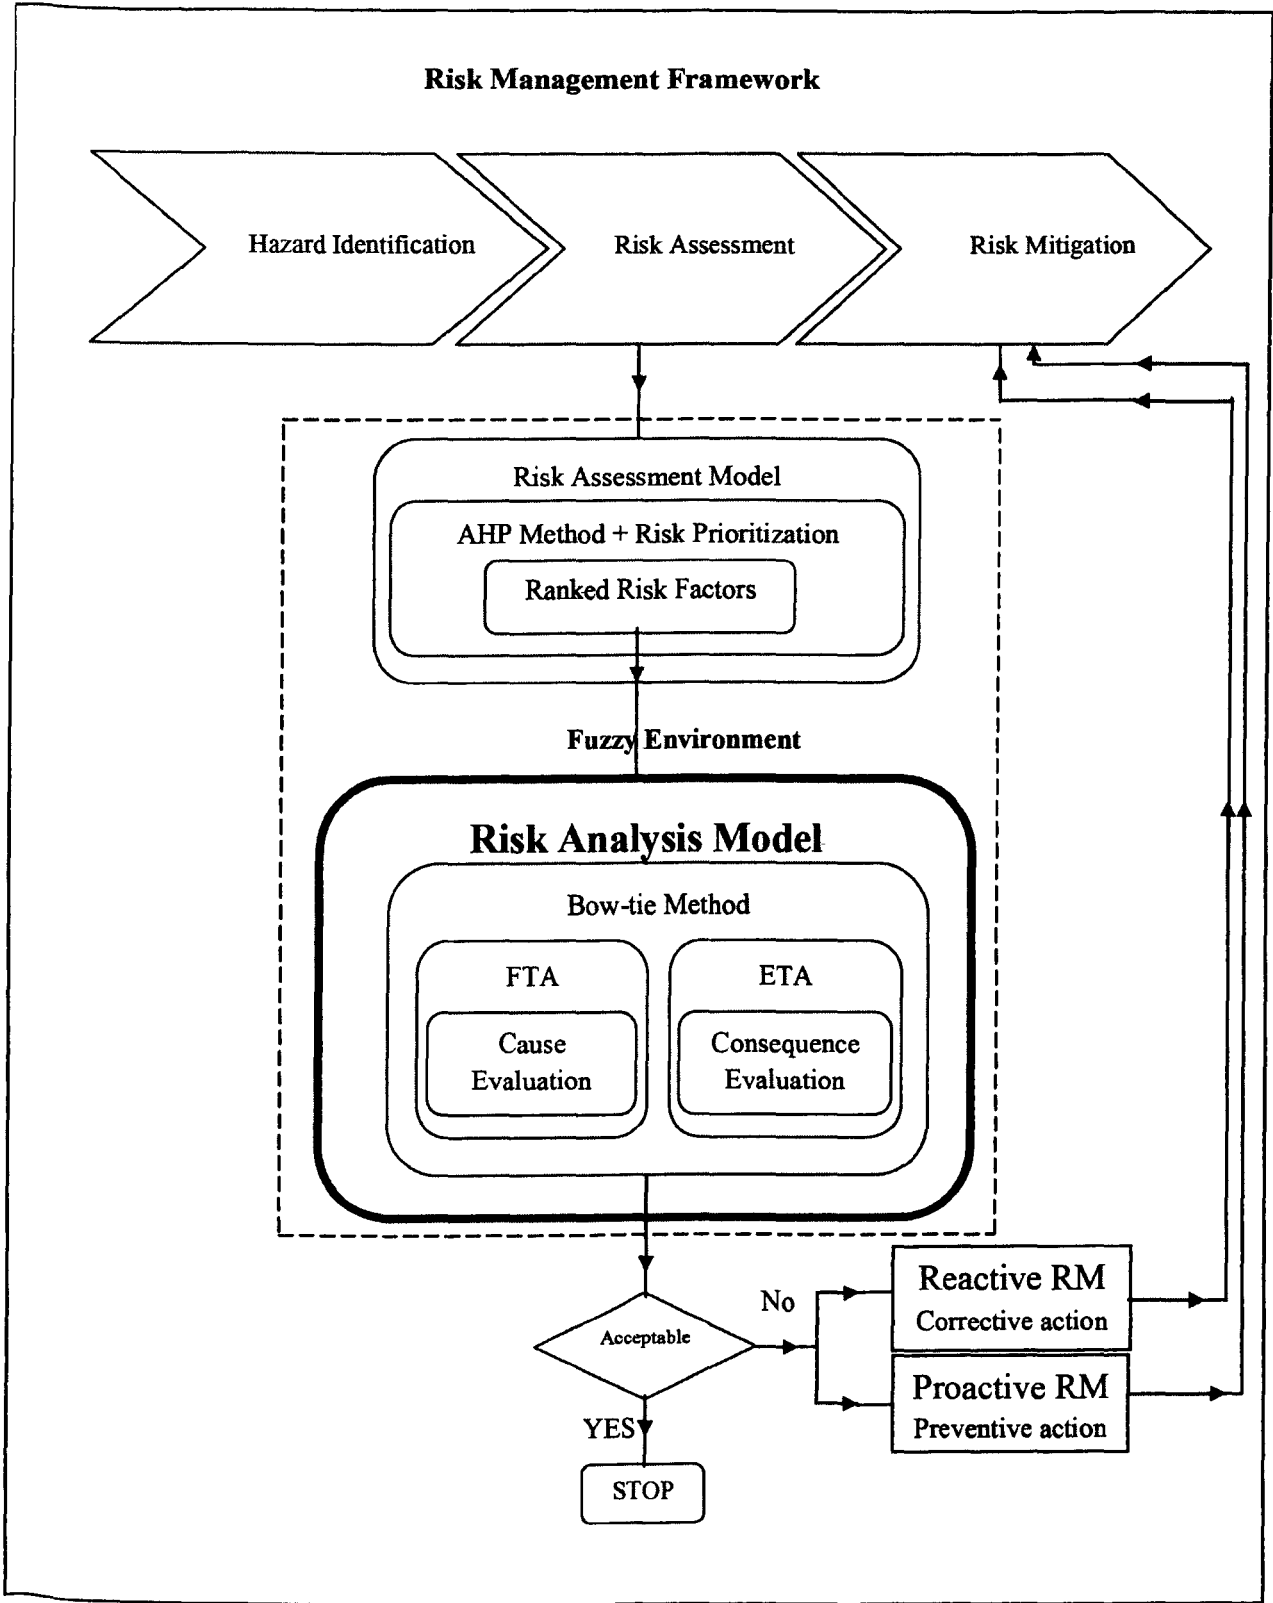 Risk Management Framework
Hazard Identification
Risk Assessment
Risk Mitigation
Risk Assessment Model
AHP Method + Risk Prioritization
Ranked Risk Factors
Fuzzy Environment
Risk Analysis Model
Bow-tie Method
FTA
ETA
Cause
Evaluation
Consequence
Evaluation
Acceptable
No
Reactive RM
Corrective action
Proactive RM
Preventive action
YES
STOP